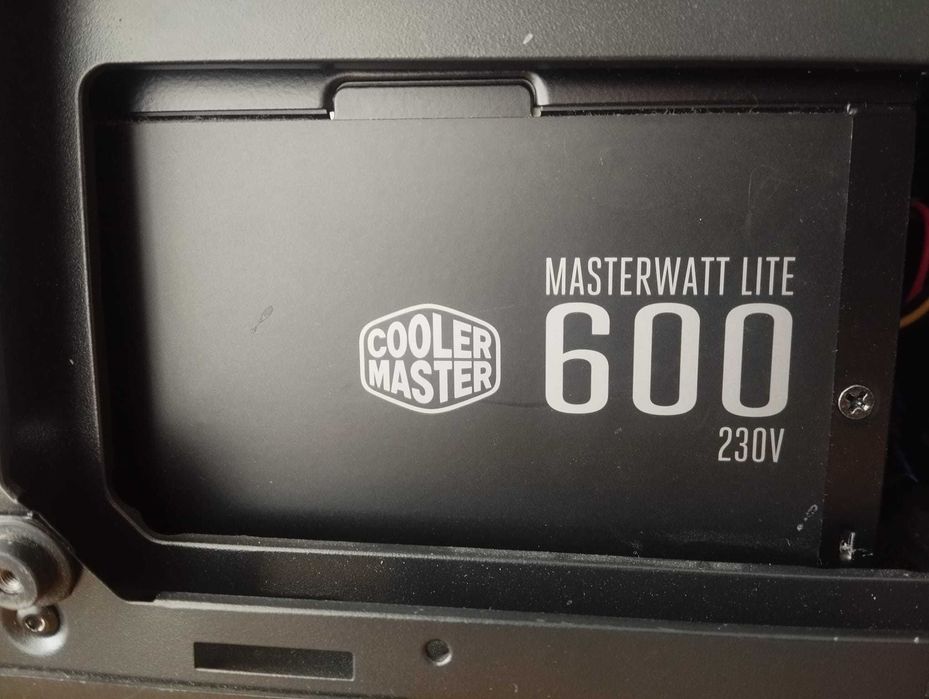 MASTERWATT LITE
COOLER
MASTER
600
230V